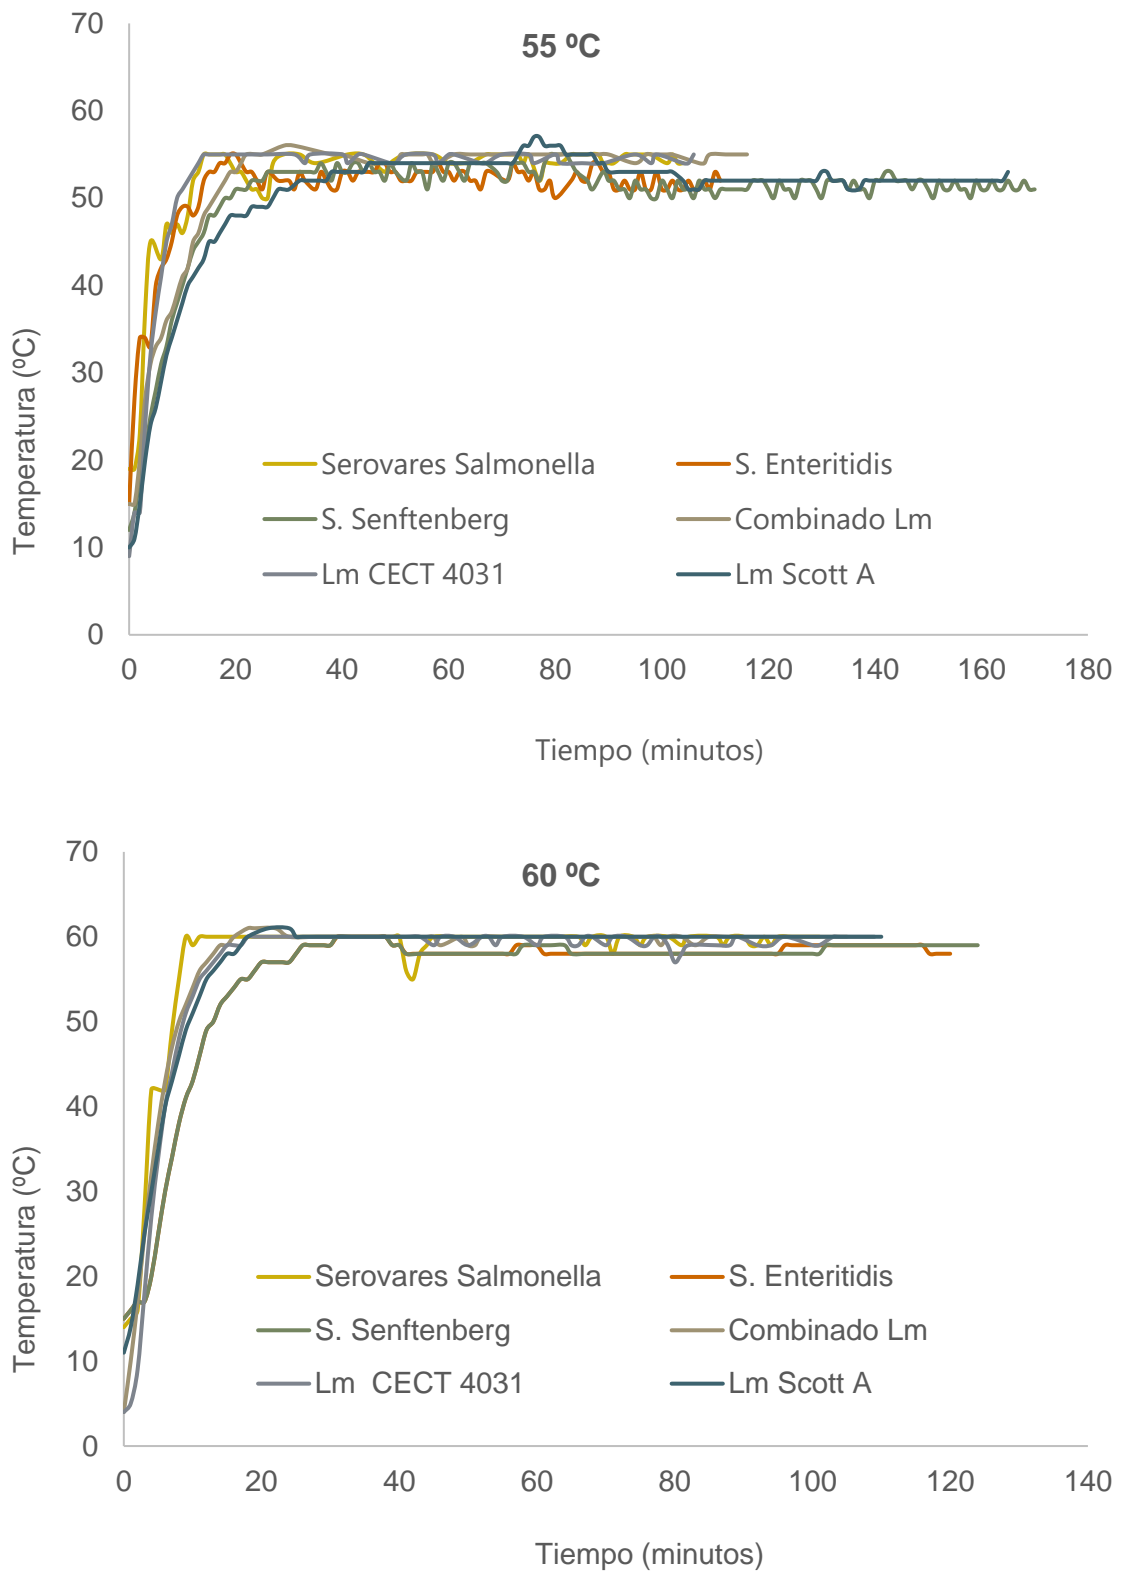 55 ºC
70
60
50
40
30
20
10
0
Temperatura (ºC)
Serovares Salmonella
S. Enteritidis
S. Senftenberg
Combinado Lm
Lm CECT 4031
Lm Scott A
0 20 40 60 80 100 120 140 160 180
Tiempo (minutos)
60 ºC
70
60
50
40
30
20
10
0
Temperatura (ºC)
Serovares Salmonella
S. Enteritidis
S. Senftenberg
Combinado Lm
Lm CECT 4031
Lm Scott A
0 20 40 60 80 100 120 140
Tiempo (minutos)